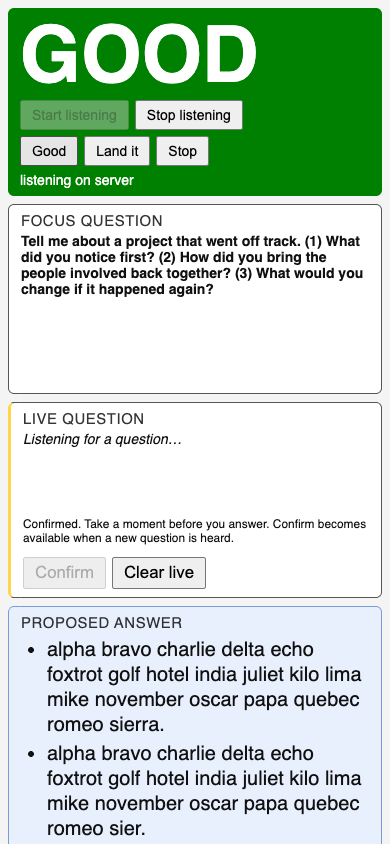 GOOD
Start listening Stop listening
Good Land it Stop
listening on server
FOCUS QUESTION
Tell me about a project that went off track. (1) What
did you notice first? (2) How did you bring the
people involved back together? (3) What would you
change if it happened again?
LIVE QUESTION
Listening for a question…
Confirmed. Take a moment before you answer. Confirm becomes
available when a new question is heard.
Confirm Clear live
PROPOSED ANSWER
• alpha bravo charlie delta echo
foxtrot golf hotel india juliet kilo lima
mike november oscar papa quebec
romeo sierra.
• alpha bravo charlie delta echo
foxtrot golf hotel india juliet kilo lima
mike november oscar papa quebec
romeo sier.